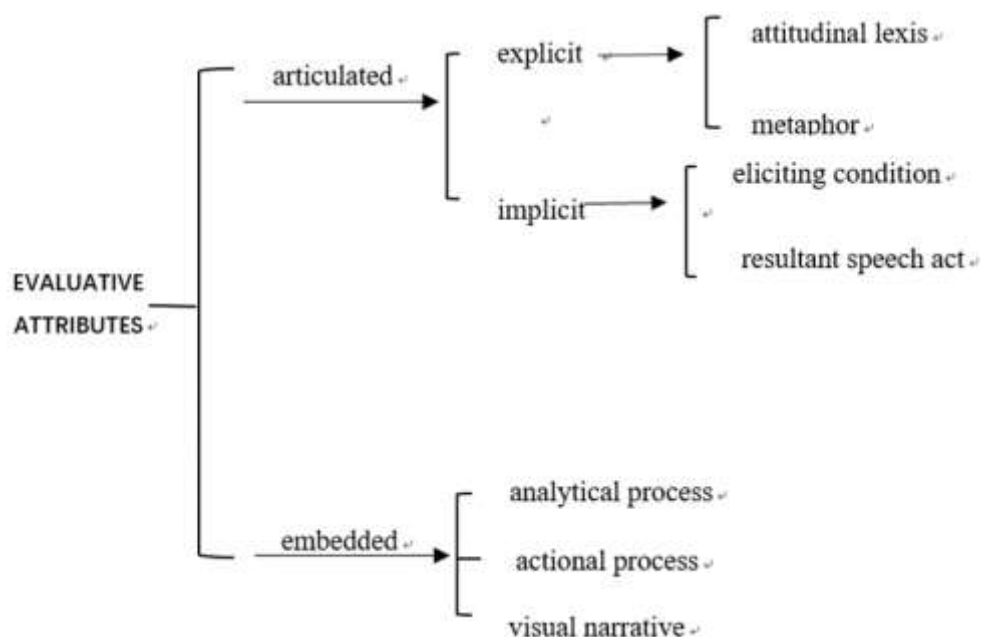 attitudinal lexis
explicit
articulated
metaphor
eliciting condition
implicit
resultant speech act
EVALUATIVE
ATTRIBUTES
analytical process
embedded
actional process
visual narrative